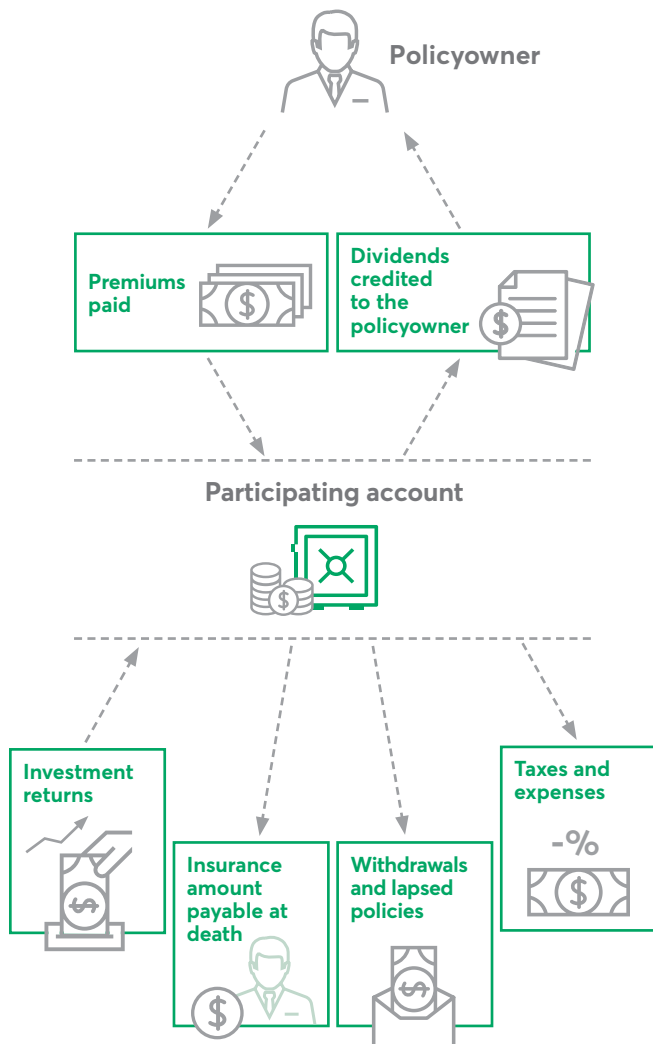 Policyowner
Premiums
paid
$
Dividends
credited
to the
policyowner
$
Participating account
$
Investment
returns
$
Insurance
amount
payable at
death
$
Withdrawals
and lapsed
policies
$
Taxes and
expenses
-%
$